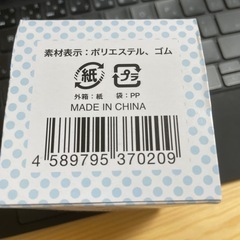 素材表示：ポリエステル、ゴム
紙 プラ
外箱：紙 袋：PP
MADE IN CHINA
4 589795 370209